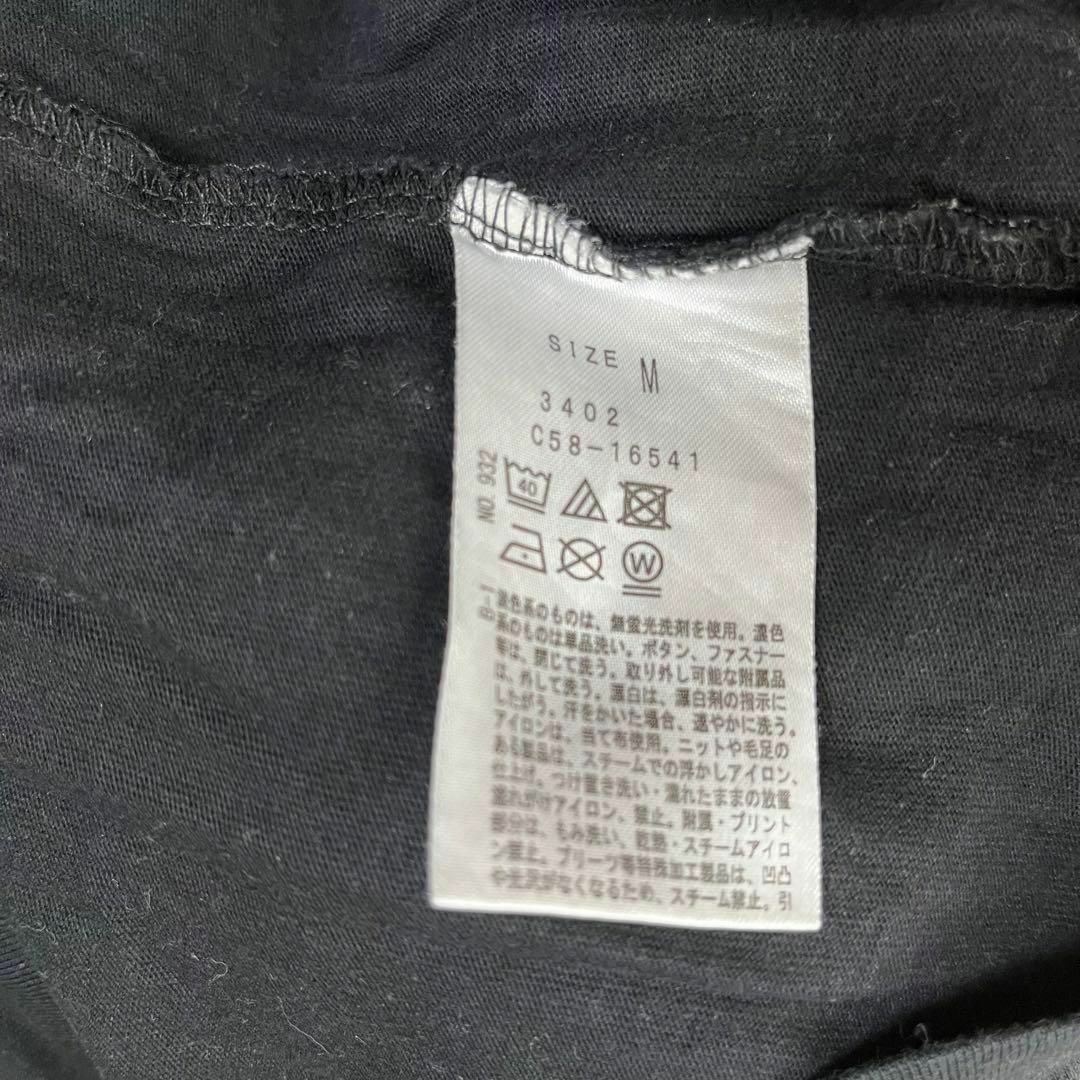 SIZE M
3402
C58-16541
NO. 932
40
W
B-1
淡色系のものは、無蛍光洗剤を使用。濃色
系のものは単品洗い。ボタン、ファスナー
等は、閉じて洗う。取り外し可能な附属品
は、外して洗う。漂白は、漂白剤の指示に
したがう。汗をかいた場合、速やかに洗う。
アイロンは、当て布使用。ニットや毛足の
ある製品は、スチームでの浮かしアイロン、
仕上げ。つけ置き洗い・濡れたままの放置
濡れがけアイロン、禁止。附属・プリント
部分は、もみ洗い、乾熱・スチームアイロ
ン禁止。プリーツ等特殊加工製品は、凹凸
や光沢がなくなるため、スチーム禁止。引